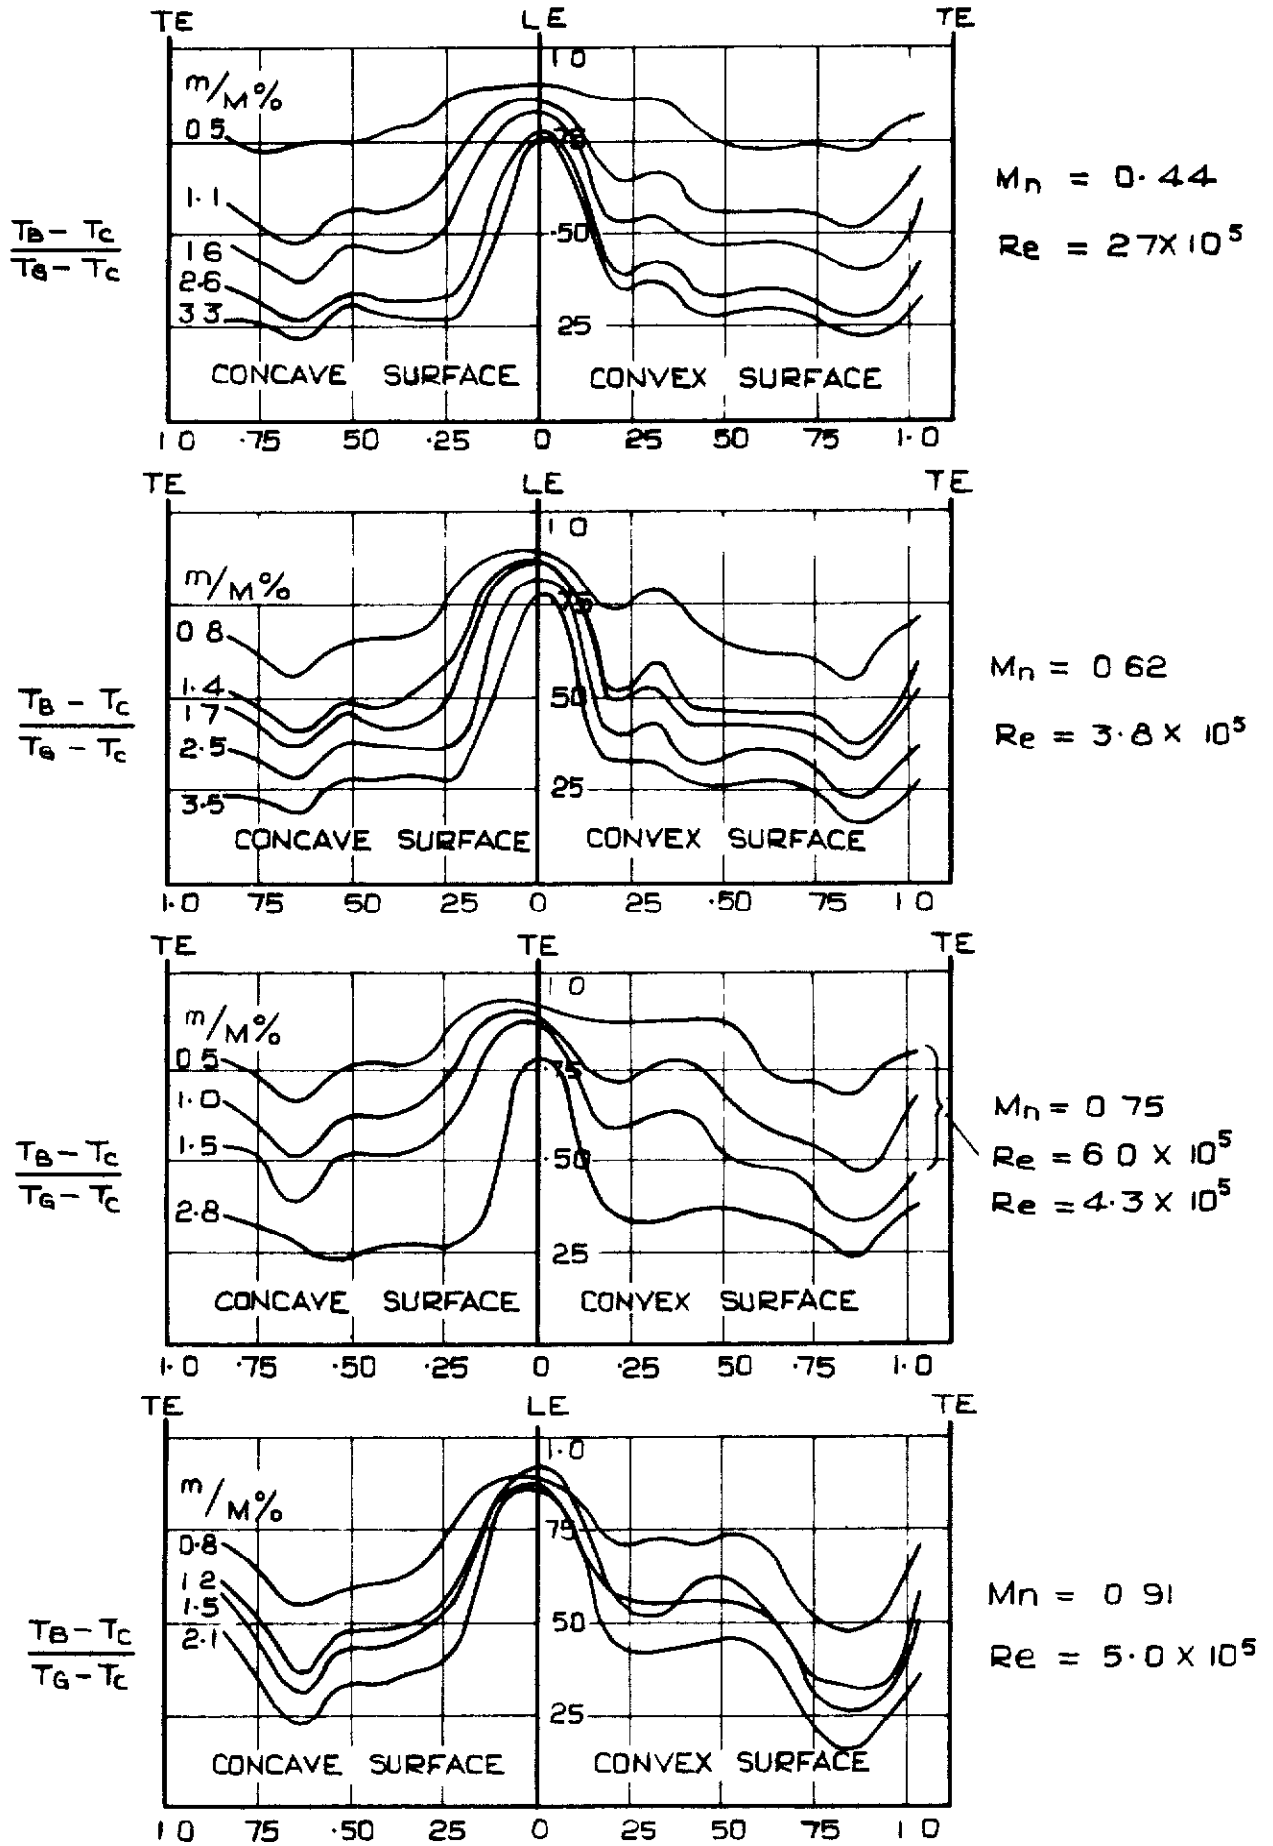 TE LE TE
1 0
m/M%
0 5
.75
1.1
Mn = 0.44
TB - TC
TG - TC
.50
1 6
Re = 2 7 X 10⁵
2.6
3 3
25
CONCAVE SURFACE CONVEX SURFACE
1 0 .75 50 .25 0 25 50 75 1.0
TE LE TE
1 0
m/M%
.75
0 8
Mn = 0 62
1.4
TB - TC
TG - TC
50
1.7
Re = 3.8 X 10⁵
2.5
25
3.5
CONCAVE SURFACE CONVEX SURFACE
1.0 75 50 25 0 25 .50 75 1 0
TE TE TE
1 0
m/M%
0.5
.75
1.0
Mn = 0 75
1.5
TB - TC
TG - TC
.50
Re = 6 0 X 10⁵
Re = 4.3 X 10⁵
2.8
25
CONCAVE SURFACE CONVEX SURFACE
1.0 .75 50 .25 0 .25 50 .75 1.0
TE LE TE
1.0
m/M%
75
0.8
1 2
Mn = 0 91
1.5
TB - TC
TG - TC
50
2.1
Re = 5.0 X 10⁵
25
CONCAVE SURFACE CONVEX SURFACE
1 0 75 .50 25 0 25 50 75 1 0